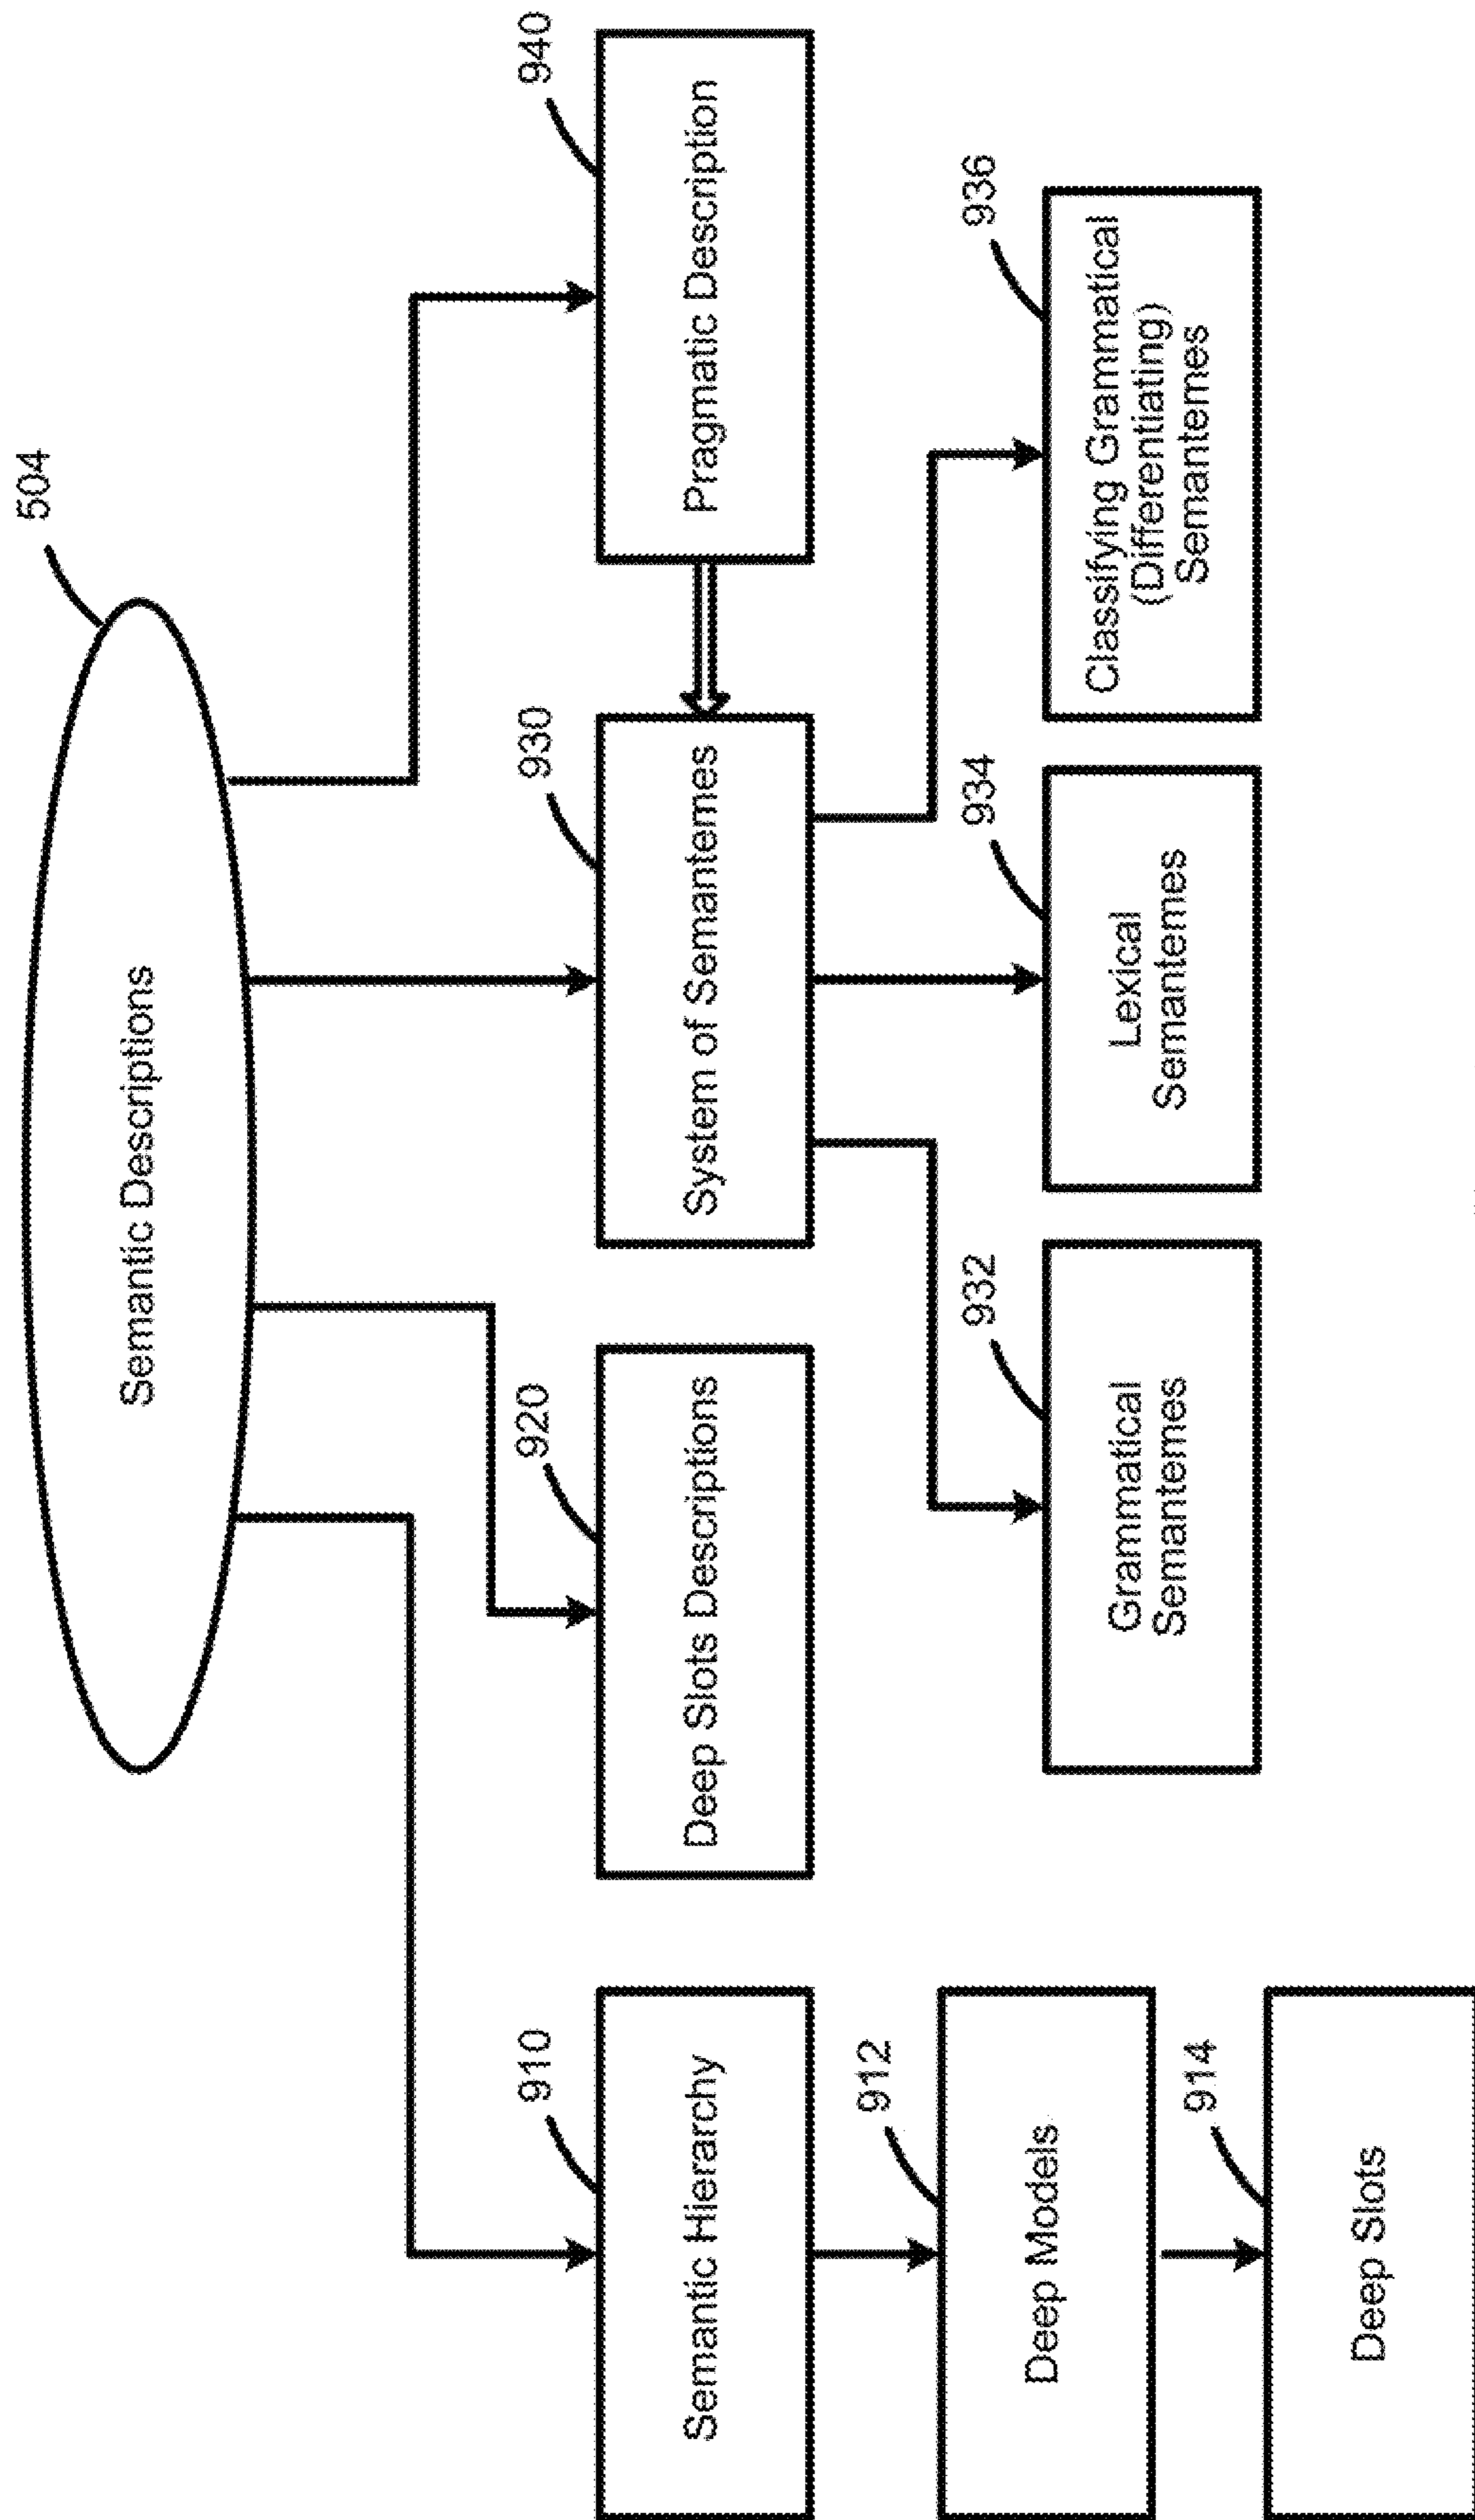 504
Semantic Descriptions
910
Semantic Hierarchy
920
Deep Slots Descriptions
930
System of Semantemes
940
Pragmatic Description
912
Deep Models
932
Grammatical
Semantemes
934
Lexical
Semantemes
936
Classifying Grammatical
(Differentiating)
Semantemes
914
Deep Slots